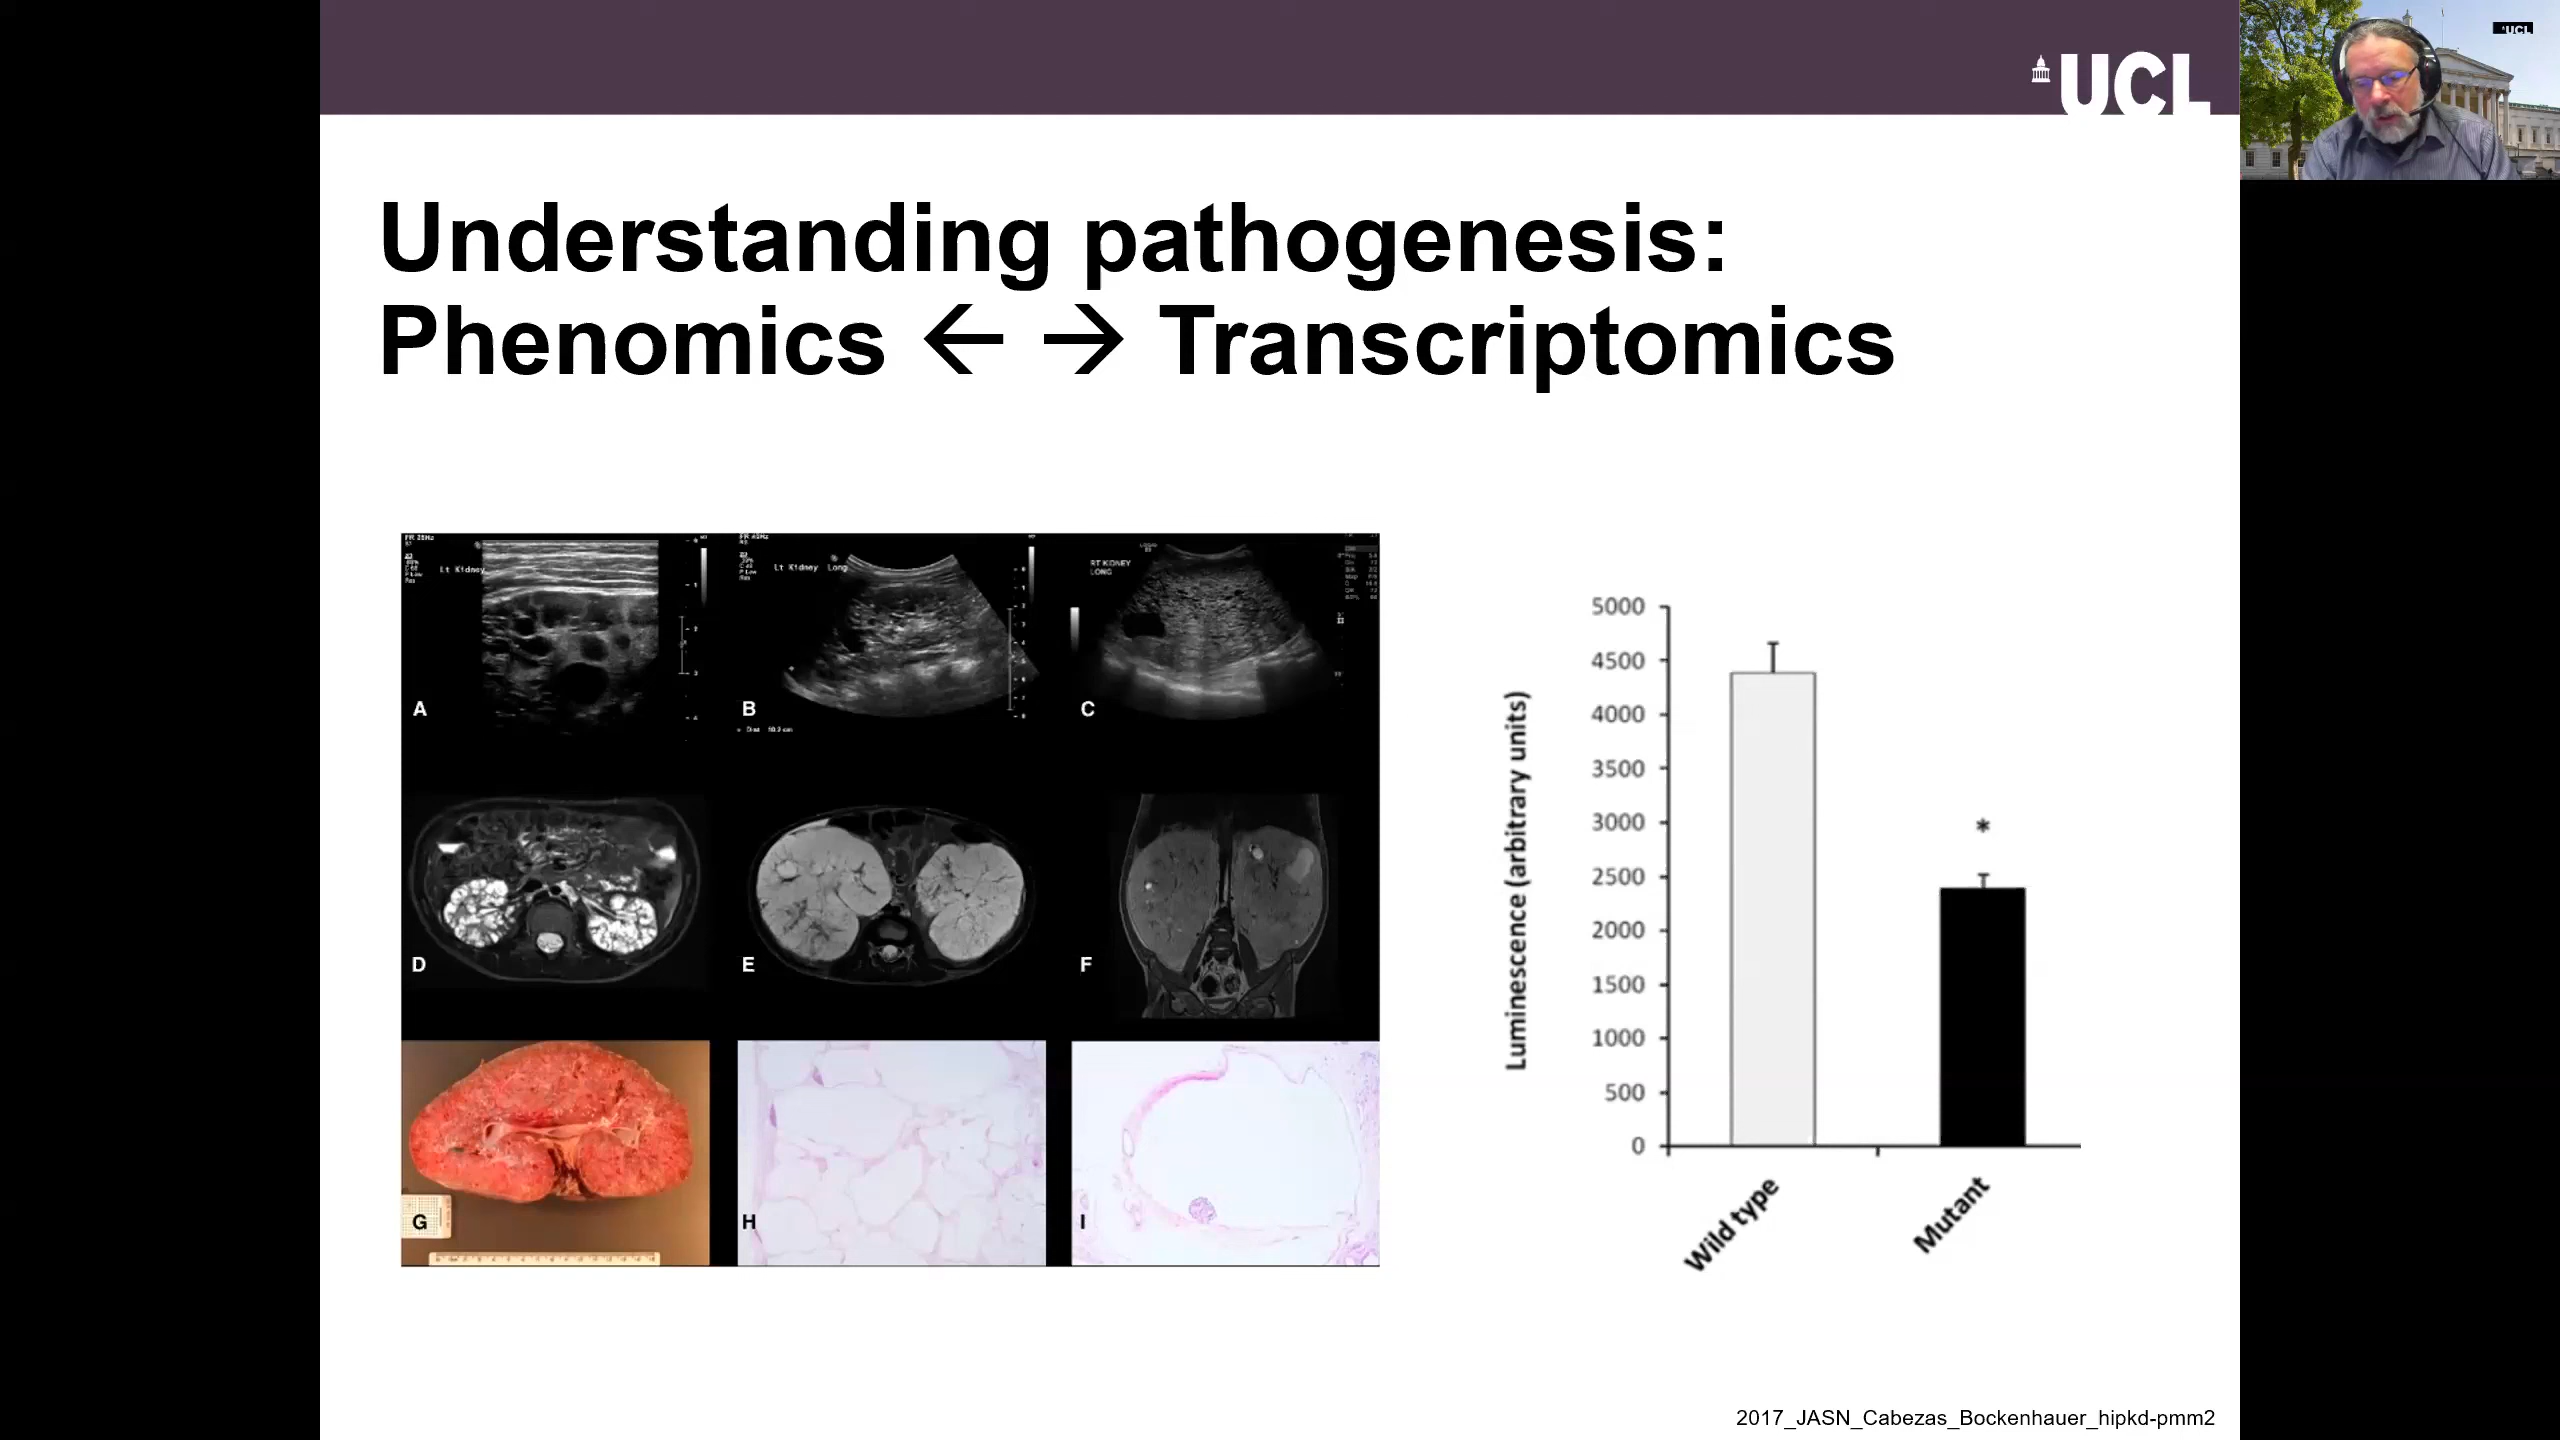 UCL
UCL
Understanding pathogenesis:
Phenomics ← → Transcriptomics
Lt Kidney
Lt Kidney Long
RT KIDNEY
LONG
A
B
C
D
E
F
G
H
I
Luminescence (arbitrary units)
5000
4500
4000
3500
3000
2500
2000
1500
1000
500
0
*
Wild type
Mutant
2017_JASN_Cabezas_Bockenhauer_hipkd-pmm2